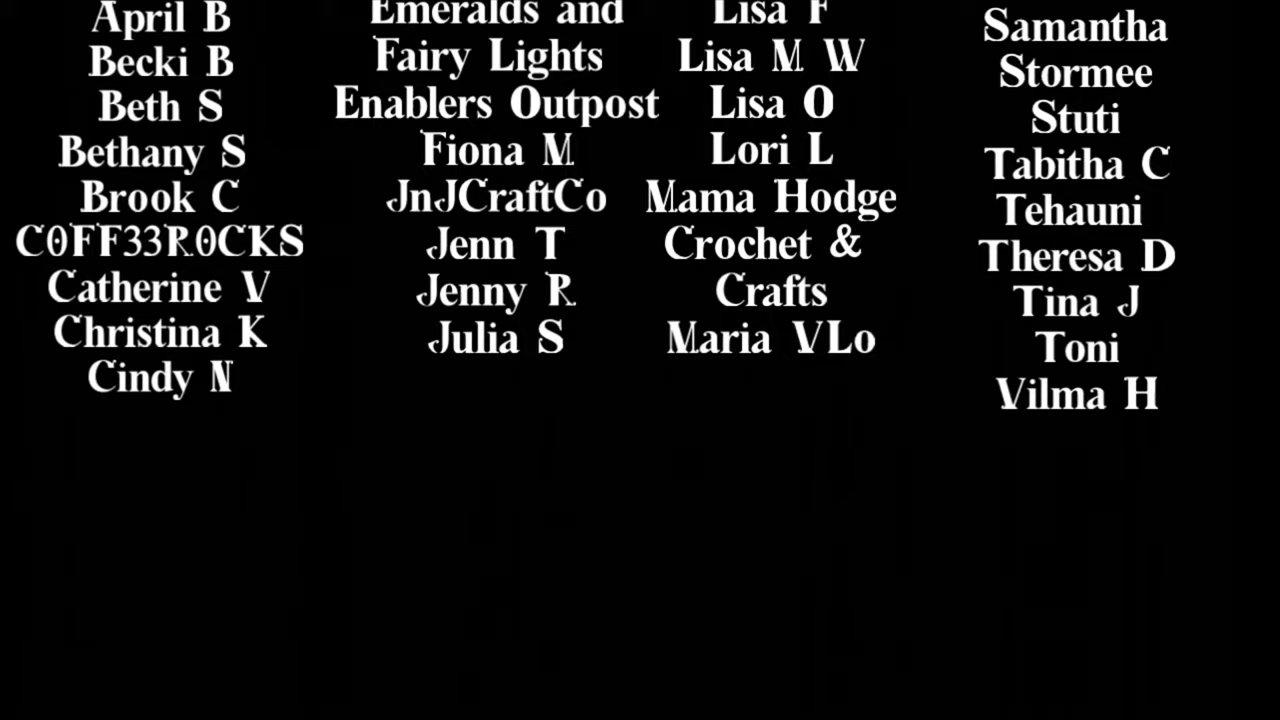 April B
Becki B
Beth S
Bethany S
Brook C
C0FF33R0CKS
Catherine V
Christina K
Cindy N
Emeralds and
Fairy Lights
Enablers Outpost
Fiona M
JnJCraftCo
Jenn T
Jenny R
Julia S
Lisa F
Lisa M W
Lisa O
Lori L
Mama Hodge
Crochet &
Crafts
Maria VLo
Samantha
Stormee
Stuti
Tabitha C
Tehauni
Theresa D
Tina J
Toni
Vilma H